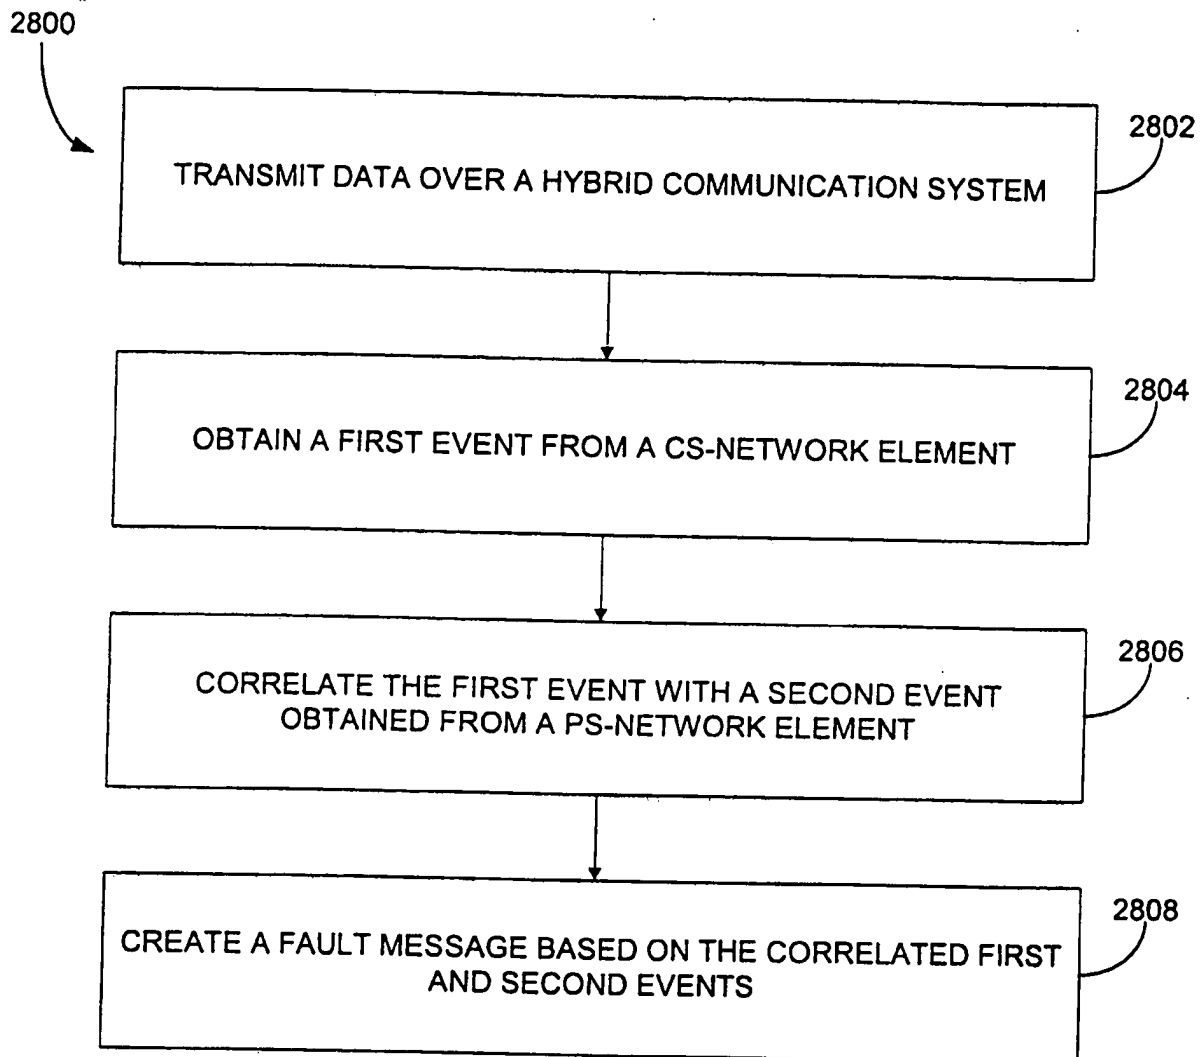 2800
2802
TRANSMIT DATA OVER A HYBRID COMMUNICATION SYSTEM
2804
OBTAIN A FIRST EVENT FROM A CS-NETWORK ELEMENT
2806
CORRELATE THE FIRST EVENT WITH A SECOND EVENT
OBTAINED FROM A PS-NETWORK ELEMENT
2808
CREATE A FAULT MESSAGE BASED ON THE CORRELATED FIRST
AND SECOND EVENTS